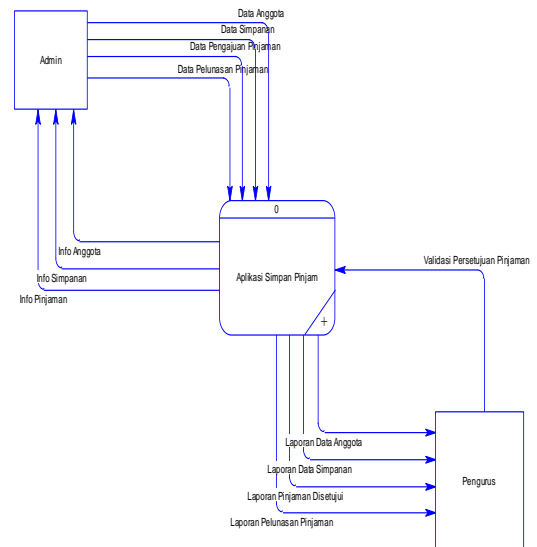 Data Anggota
Data Simpanan
Data Pengajuan Pinjaman
Admin
Data Pelunasan Pinjaman
0
Info Anggota
Validasi Persetujuan Pinjaman
Info Simpanan
Aplikasi Simpan Pinjam
Info Pinjaman
+
Laporan Data Anggota
Laporan Data Simpanan
Pengurus
Laporan Pinjaman Disetujui
Laporan Pelunasan Pinjaman